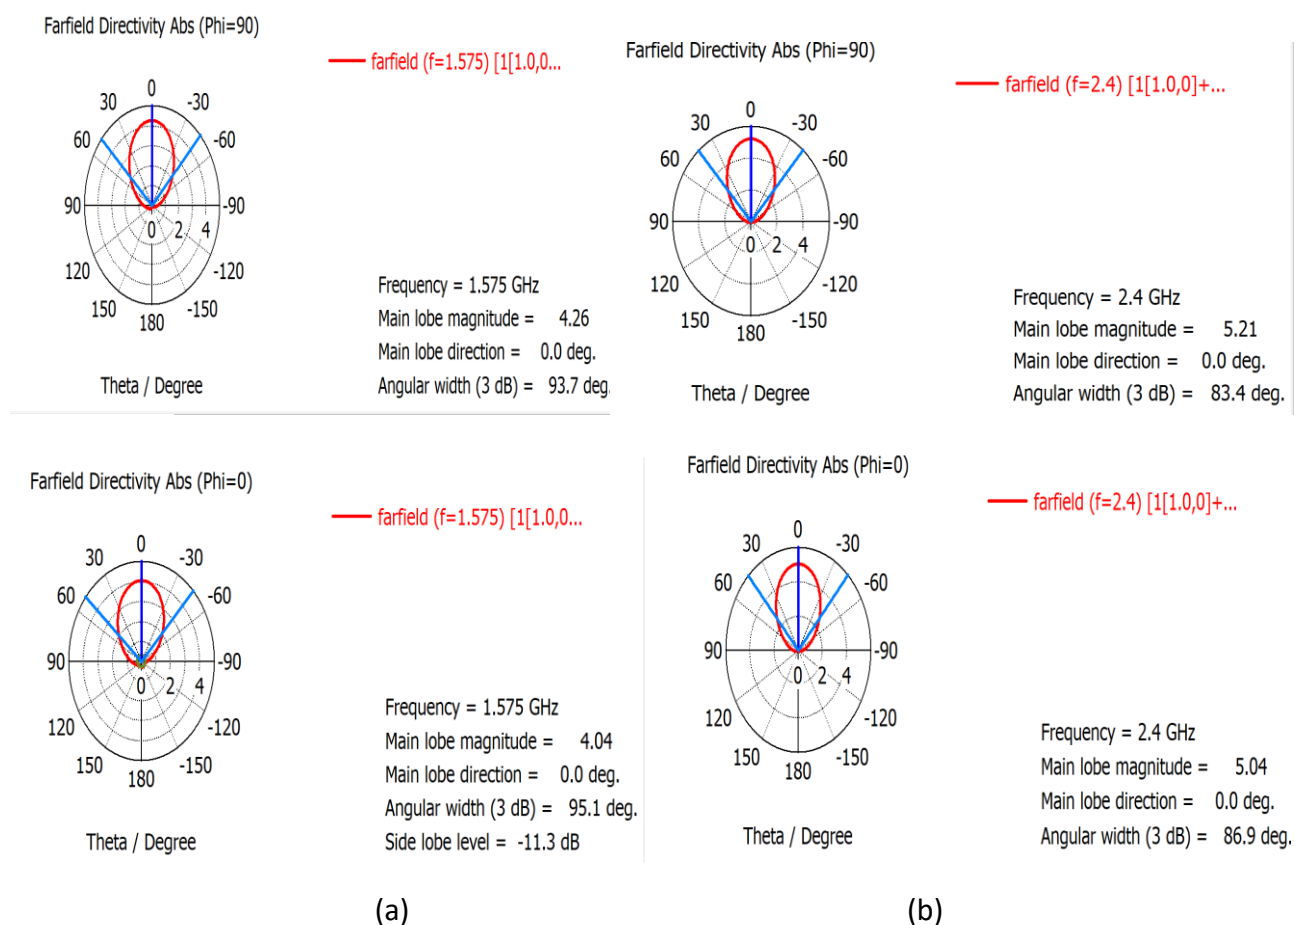 Farfield Directivity Abs (Phi=90)
farfield (f=1.575) [1[1.0,0...
0
30 -30
60 -60
90 -90
0 2 4
120 -120
150 -150
180
Theta / Degree
Frequency = 1.575 GHz
Main lobe magnitude = 4.26
Main lobe direction = 0.0 deg.
Angular width (3 dB) = 93.7 deg.
Farfield Directivity Abs (Phi=90)
farfield (f=2.4) [1[1.0,0]+...
0
30 -30
60 -60
90 -90
0 2 4
120 -120
150 -150
180
Theta / Degree
Frequency = 2.4 GHz
Main lobe magnitude = 5.21
Main lobe direction = 0.0 deg.
Angular width (3 dB) = 83.4 deg.
Farfield Directivity Abs (Phi=0)
farfield (f=1.575) [1[1.0,0...
0
30 -30
60 -60
90 -90
0 2 4
120 -120
150 -150
180
Theta / Degree
Frequency = 1.575 GHz
Main lobe magnitude = 4.04
Main lobe direction = 0.0 deg.
Angular width (3 dB) = 95.1 deg.
Side lobe level = -11.3 dB
Farfield Directivity Abs (Phi=0)
farfield (f=2.4) [1[1.0,0]+...
0
30 -30
60 -60
90 -90
0 2 4
120 -120
150 -150
180
Theta / Degree
Frequency = 2.4 GHz
Main lobe magnitude = 5.04
Main lobe direction = 0.0 deg.
Angular width (3 dB) = 86.9 deg.
(a) (b)